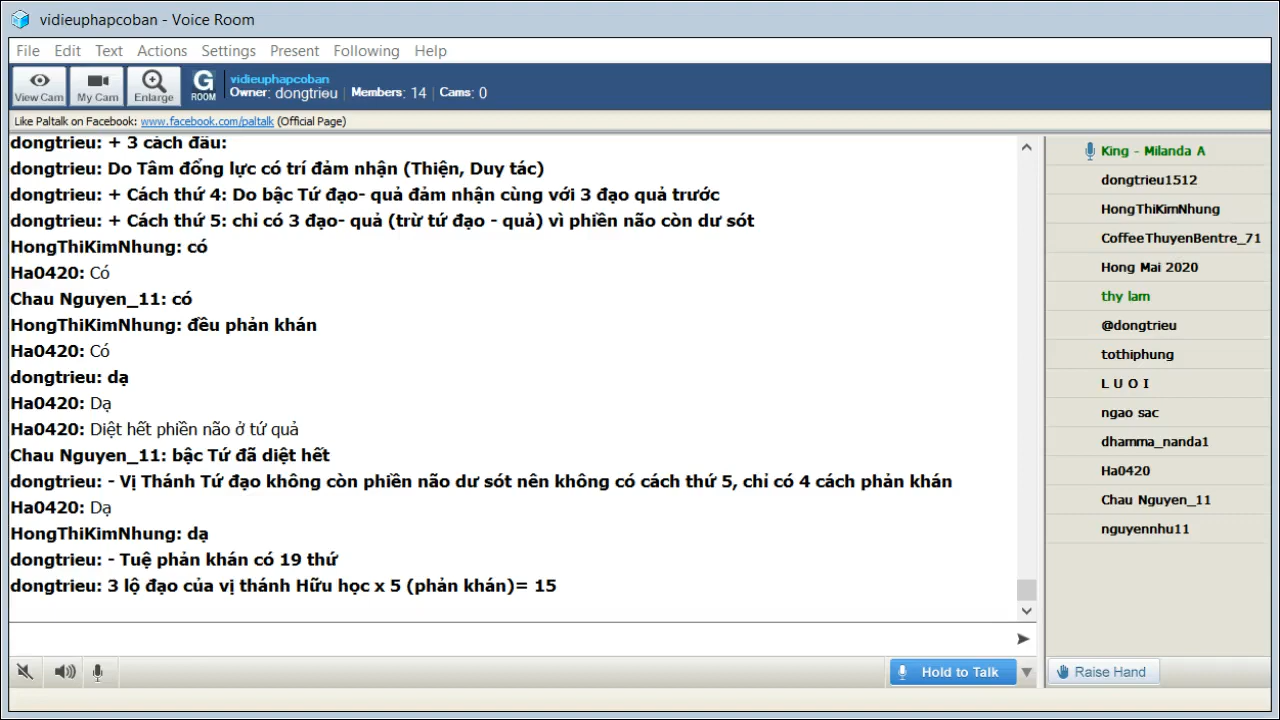 vidieuphapcoban - Voice Room
File Edit Text Actions Settings Present Following Help
View Cam My Cam Enlarge G ROOM
vidieuphapcoban
Owner: dongtrieu | Members: 14 | Cams: 0
Like Paltalk on Facebook: www.facebook.com/paltalk (Official Page)
dongtrieu: + 3 cách đầu:
dongtrieu: Do Tâm đổng lực có trí đảm nhận (Thiện, Duy tác)
dongtrieu: + Cách thứ 4: Do bậc Tứ đạo- quả đảm nhận cùng với 3 đạo quả trước
dongtrieu: + Cách thứ 5: chỉ có 3 đạo- quả (trừ tứ đạo - quả) vì phiền não còn dư sót
HongThiKimNhung: có
Ha0420: Có
Chau Nguyen_11: có
HongThiKimNhung: đều phản khán
Ha0420: Có
dongtrieu: dạ
Ha0420: Dạ
Ha0420: Diệt hết phiền não ở tứ quả
Chau Nguyen_11: bậc Tứ đã diệt hết
dongtrieu: - Vị Thánh Tứ đạo không còn phiền não dư sót nên không có cách thứ 5, chỉ có 4 cách phản khán
Ha0420: Dạ
HongThiKimNhung: dạ
dongtrieu: - Tuệ phản khán có 19 thứ
dongtrieu: 3 lộ đạo của vị thánh Hữu học x 5 (phản khán)= 15
King - Milanda A
dongtrieu1512
HongThiKimNhung
CoffeeThuyenBentre_71
Hong Mai 2020
thy lam
@dongtrieu
tothiphung
L U O I
ngao sac
dhamma_nanda1
Ha0420
Chau Nguyen_11
nguyennhu11
Hold to Talk
Raise Hand